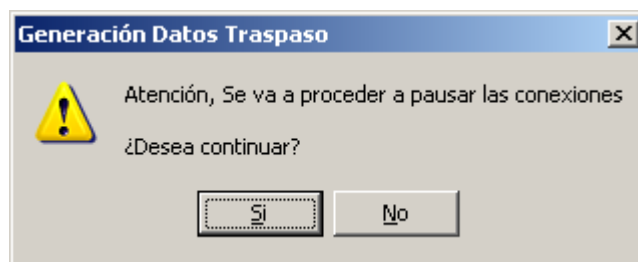 Generación Datos Traspaso
Atención, Se va a proceder a pausar las conexiones
¿Desea continuar?
Si
No